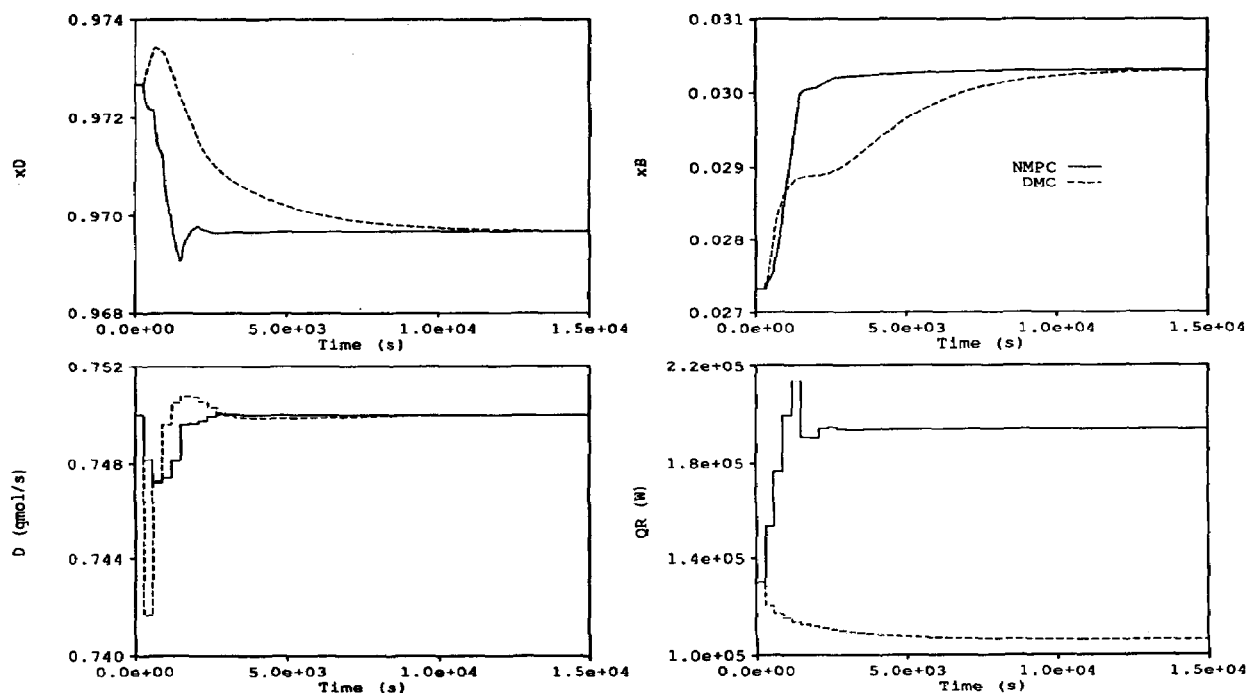 0.974
0.972
0.970
0.968
xD
0.0e+00 5.0e+03 1.0e+04 1.5e+04
Time (s)
0.031
0.030
0.029
0.028
0.027
xB
NMPC
DMC
0.0e+00 5.0e+03 1.0e+04 1.5e+04
Time (s)
0.752
0.748
0.744
0.740
D (gmol/s)
0.0e+00 5.0e+03 1.0e+04 1.5e+04
Time (s)
2.2e+05
1.8e+05
1.4e+05
1.0e+05
QR (W)
0.0e+00 5.0e+03 1.0e+04 1.5e+04
Time (s)